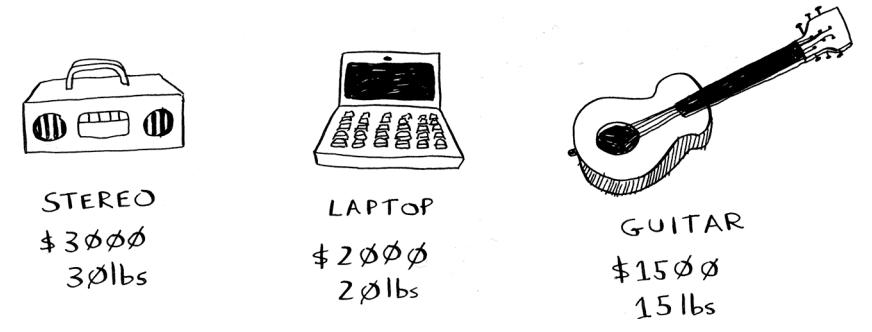 STEREO
$3000
30lbs
LAPTOP
$2000
20lbs
GUITAR
$1500
15lbs